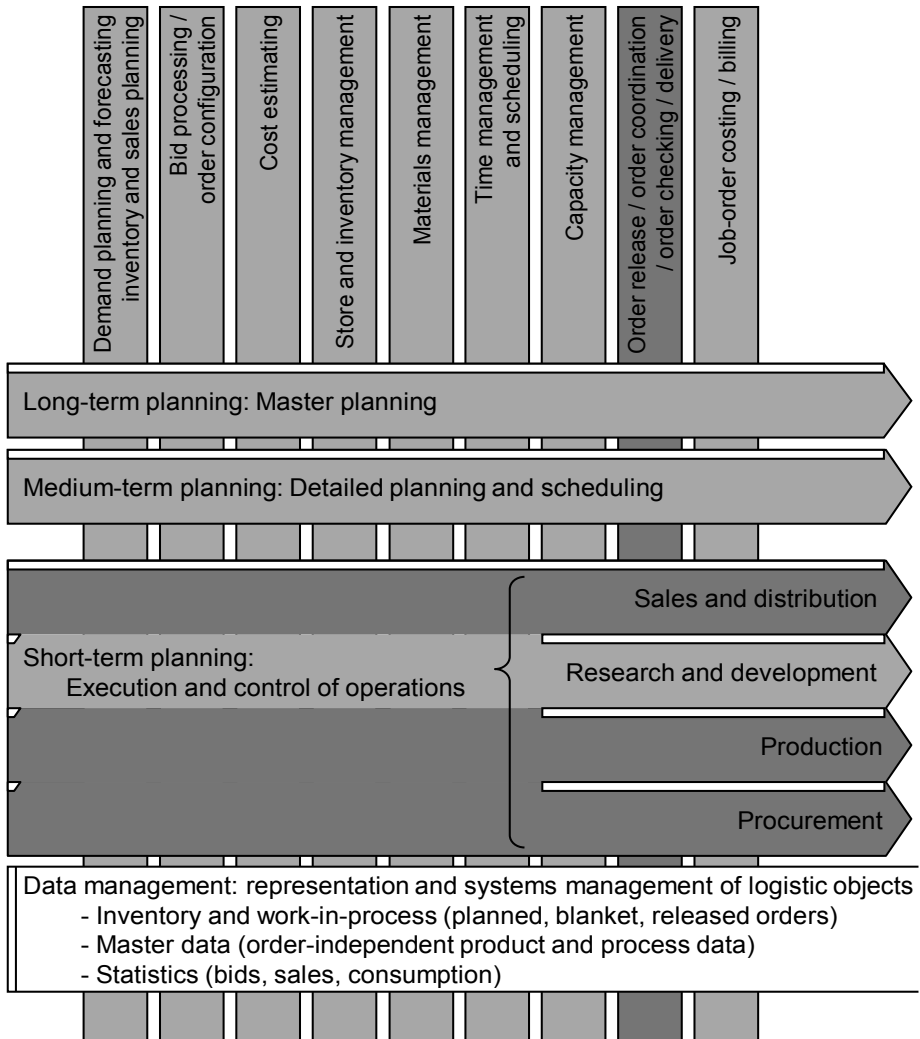 Demand planning and forecasting
inventory and sales planning
Bid processing /
order configuration
Cost estimating
Store and inventory management
Materials management
Time management
and scheduling
Capacity management
Order release / order coordination
/ order checking / delivery
Job-order costing / billing
Long-term planning: Master planning
Medium-term planning: Detailed planning and scheduling
Sales and distribution
Short-term planning:
Execution and control of operations
Research and development
Production
Procurement
Data management: representation and systems management of logistic objects
- Inventory and work-in-process (planned, blanket, released orders)
- Master data (order-independent product and process data)
- Statistics (bids, sales, consumption)